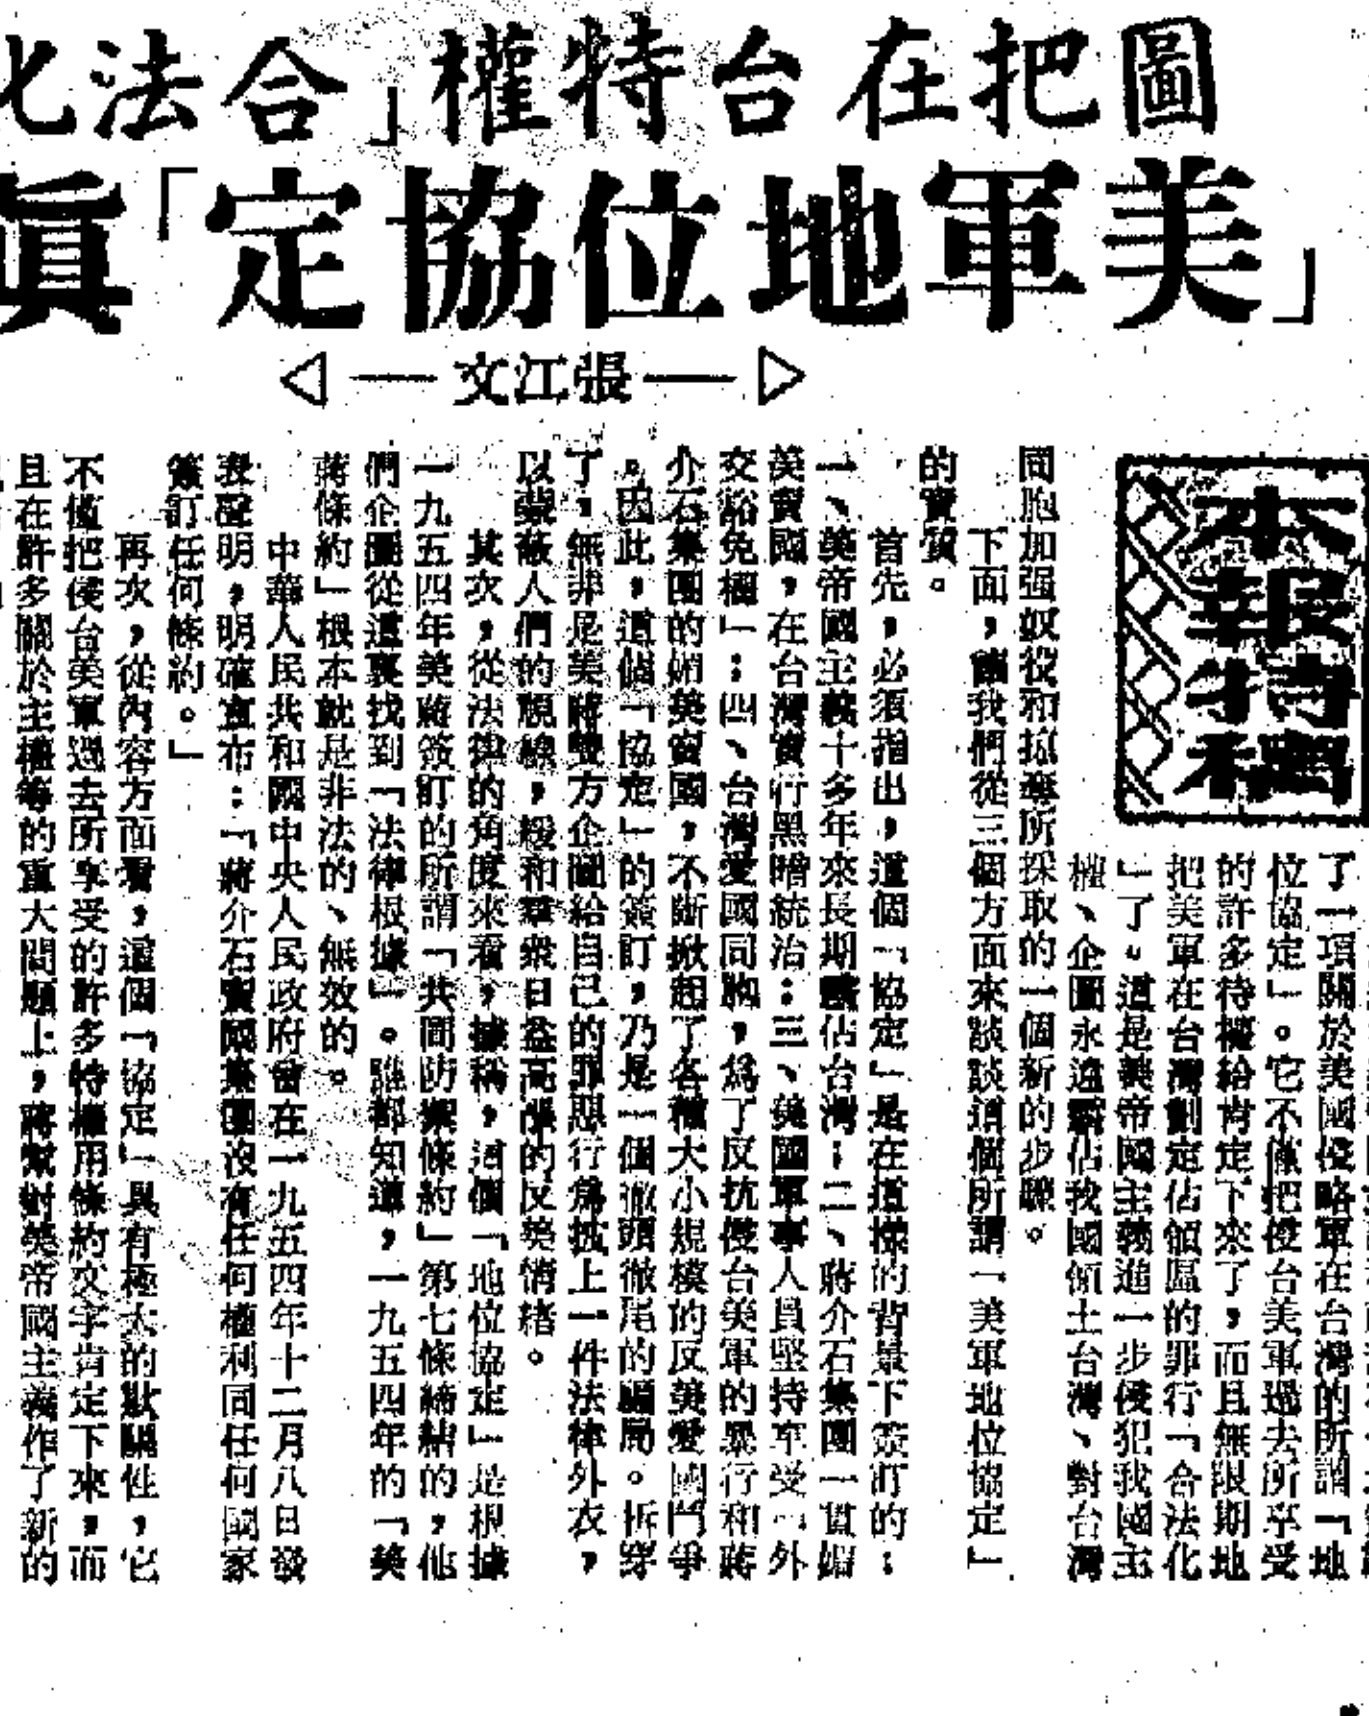 圖把在台特權「合法化
「美軍地位協定」眞
張江文
本報特稿
了一項關於美國侵略軍在台灣的所謂「地
位協定」。它不僅把侵台美軍過去所享受
的許多特權給肯定下來了，而且無限期地
把美軍在台灣劃定佔領區的罪行「合法化
」了。這是美帝國主義進一步侵犯我國主
權、企圖永遠霸佔我國領土台灣、對台灣
同胞加强奴役和掠奪所採取的一個新的步驟。
下面，讓我們從三個方面來談談這個所謂「美軍地位協定」
的實質。
首先，必須指出，這個「協定」是在這樣的背景下簽訂的：
一、美帝國主義十多年來長期霸佔台灣；二、蔣介石集團一貫媚
美賣國，在台灣實行黑暗統治；三、美國軍事人員堅持享受「外
交豁免權」；四、台灣愛國同胞，爲了反抗侵台美軍的暴行和蔣
介石集團的媚美賣國，不斷掀起了各種大小規模的反美愛國鬥爭
。因此，這個「協定」的簽訂，乃是一個徹頭徹尾的騙局。拆穿
了，無非是美蔣雙方企圖給自己的罪惡行爲披上一件法律外衣，
以蒙蔽人們的視線，緩和羣衆日益高漲的反美情緒。
其次，從法律的角度來看，據稱，這個「地位協定」是根據
一九五四年美蔣簽訂的所謂「共同防禦條約」第七條締結的，他
們企圖從這裏找到「法律根據」。誰都知道，一九五四年的「美
蔣條約」根本就是非法的、無效的。
中華人民共和國中央人民政府曾在一九五四年十二月八日發
表聲明，明確宣布：「蔣介石賣國集團沒有任何權利同任何國家
簽訂任何條約。」
再次，從內容方面看，這個「協定」具有極大的欺騙性，它
不僅把侵台美軍過去所享受的許多特權用條約文字肯定下來，而
且在許多關於主權等的重大問題上，蔣幫對美帝國主義作了新的